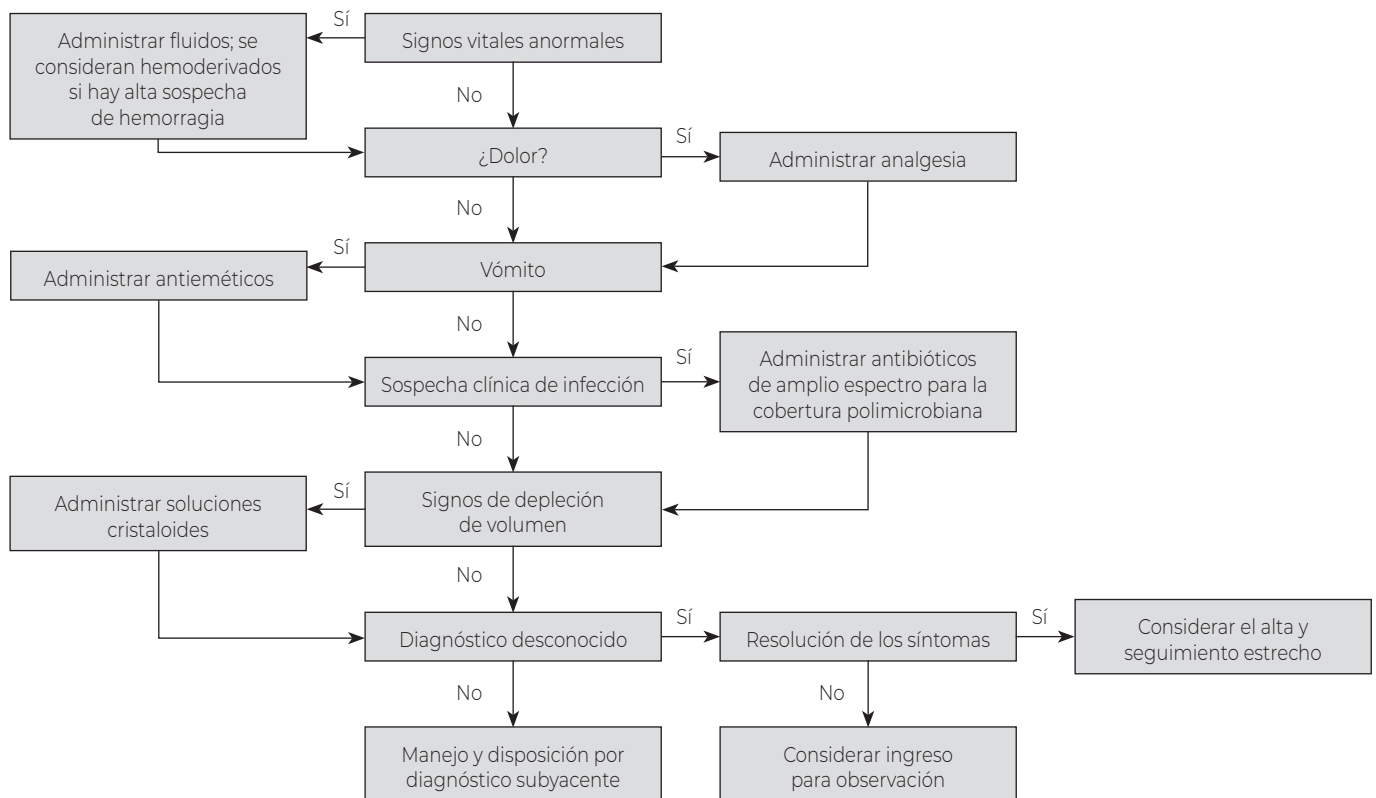 Sí
Administrar fluidos; se
consideran hemoderivados
si hay alta sospecha
de hemorragia
Signos vitales anormales
No
¿Dolor?
Sí
Administrar analgesia
No
Sí
Administrar antieméticos
Vómito
No
Sospecha clínica de infección
Sí
Administrar antibióticos
de amplio espectro para la
cobertura polimicrobiana
No
Sí
Administrar soluciones
cristaloides
Signos de depleción
de volumen
No
Diagnóstico desconocido
Sí
Resolución de los síntomas
Sí
Considerar el alta y
seguimiento estrecho
No
No
Manejo y disposición por
diagnóstico subyacente
Considerar ingreso
para observación